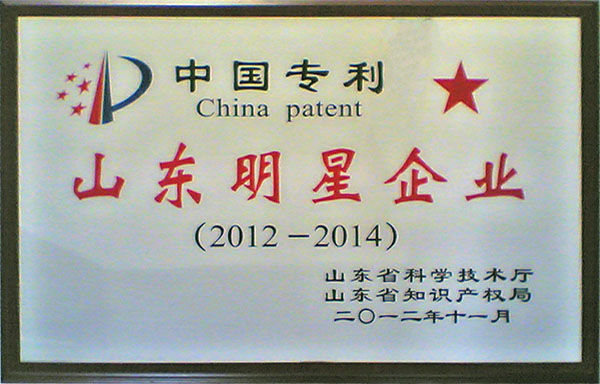 中国专利
China patent
山东明星企业
(2012-2014)
山东省科学技术厅
山东省知识产权局
二〇一二年十一月